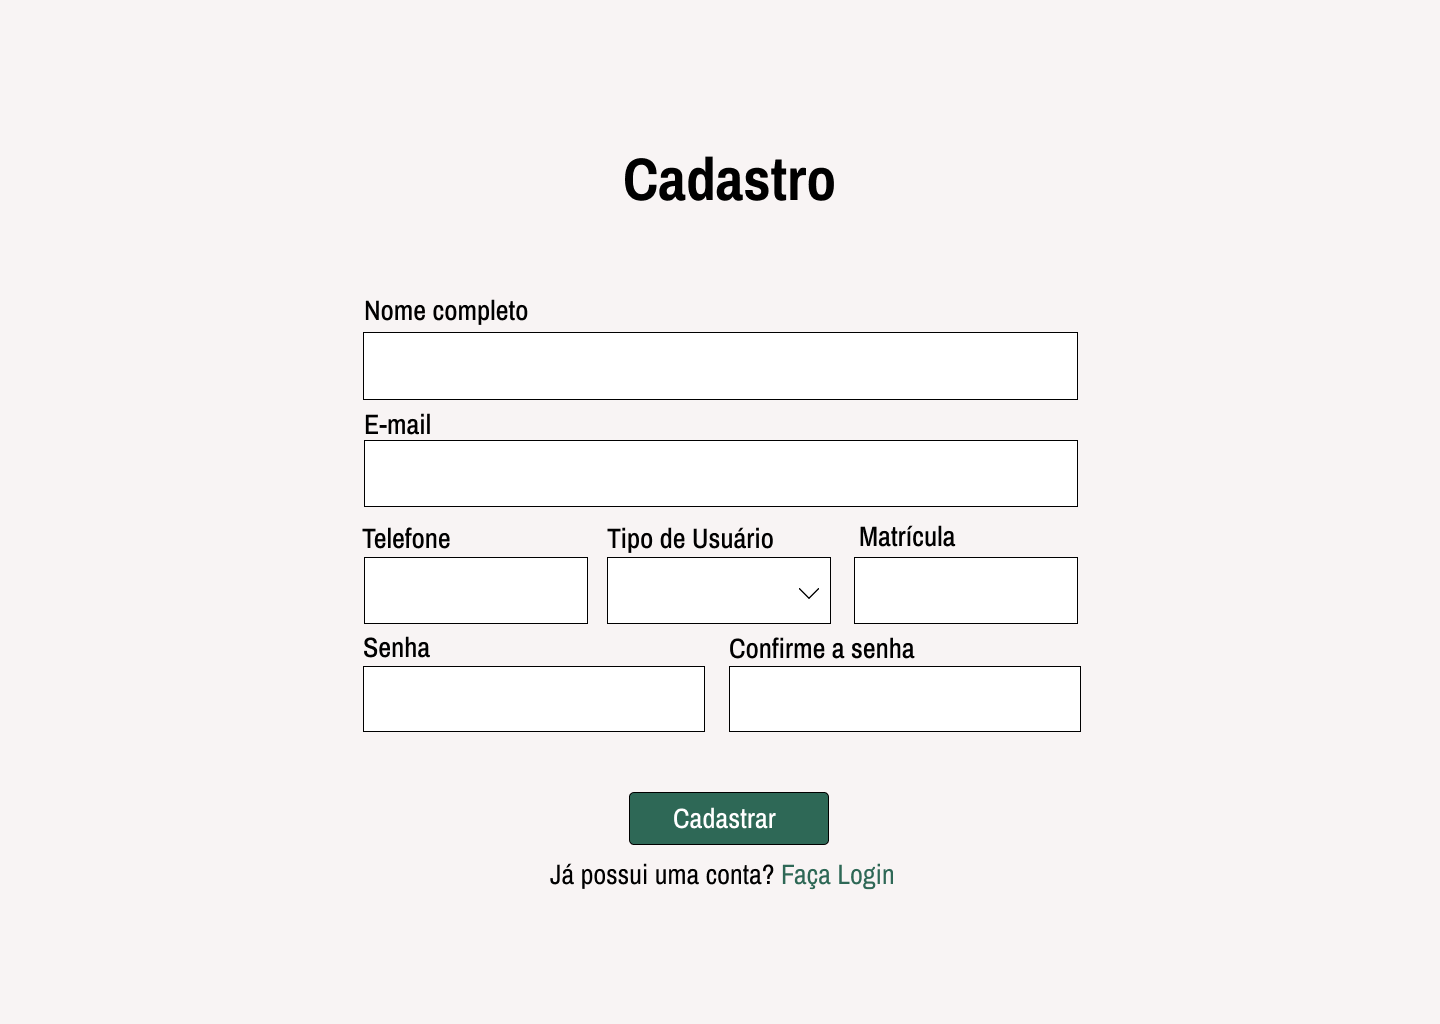 Cadastro
Nome completo
E-mail
Telefone
Tipo de Usuário
Matrícula
Senha
Confirme a senha
Cadastrar
Já possui uma conta? Faça Login